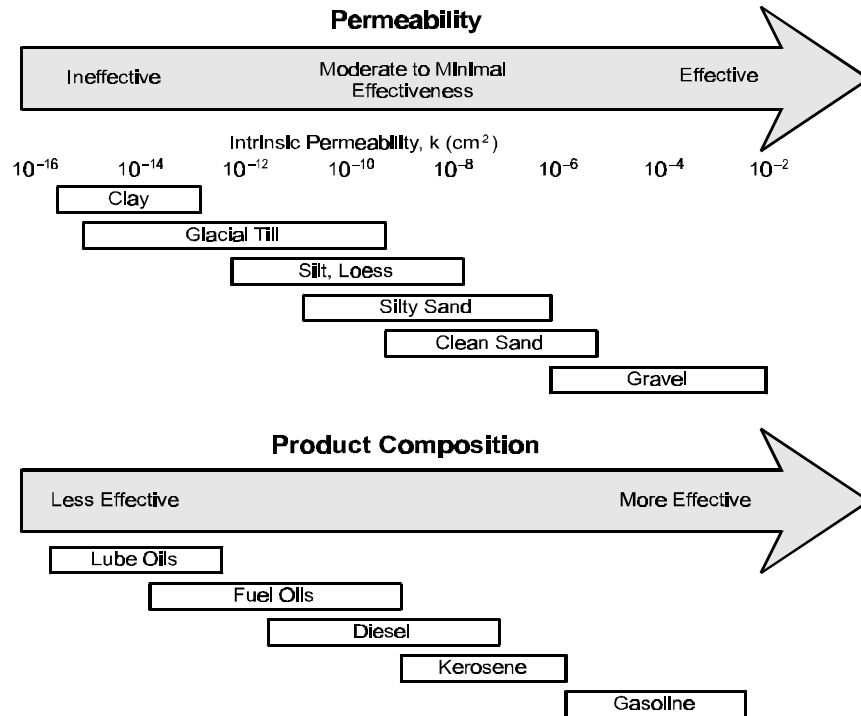 Permeability
Ineffective
Moderate to Minimal
Effectiveness
Effective
Intrinsic Permeability, k (cm²)
10⁻¹⁶ 10⁻¹⁴ 10⁻¹² 10⁻¹⁰ 10⁻⁸ 10⁻⁶ 10⁻⁴ 10⁻²
Clay
Glacial Till
Silt, Loess
Silty Sand
Clean Sand
Gravel
Product Composition
Less Effective
More Effective
Lube Oils
Fuel Oils
Diesel
Kerosene
Gasoline